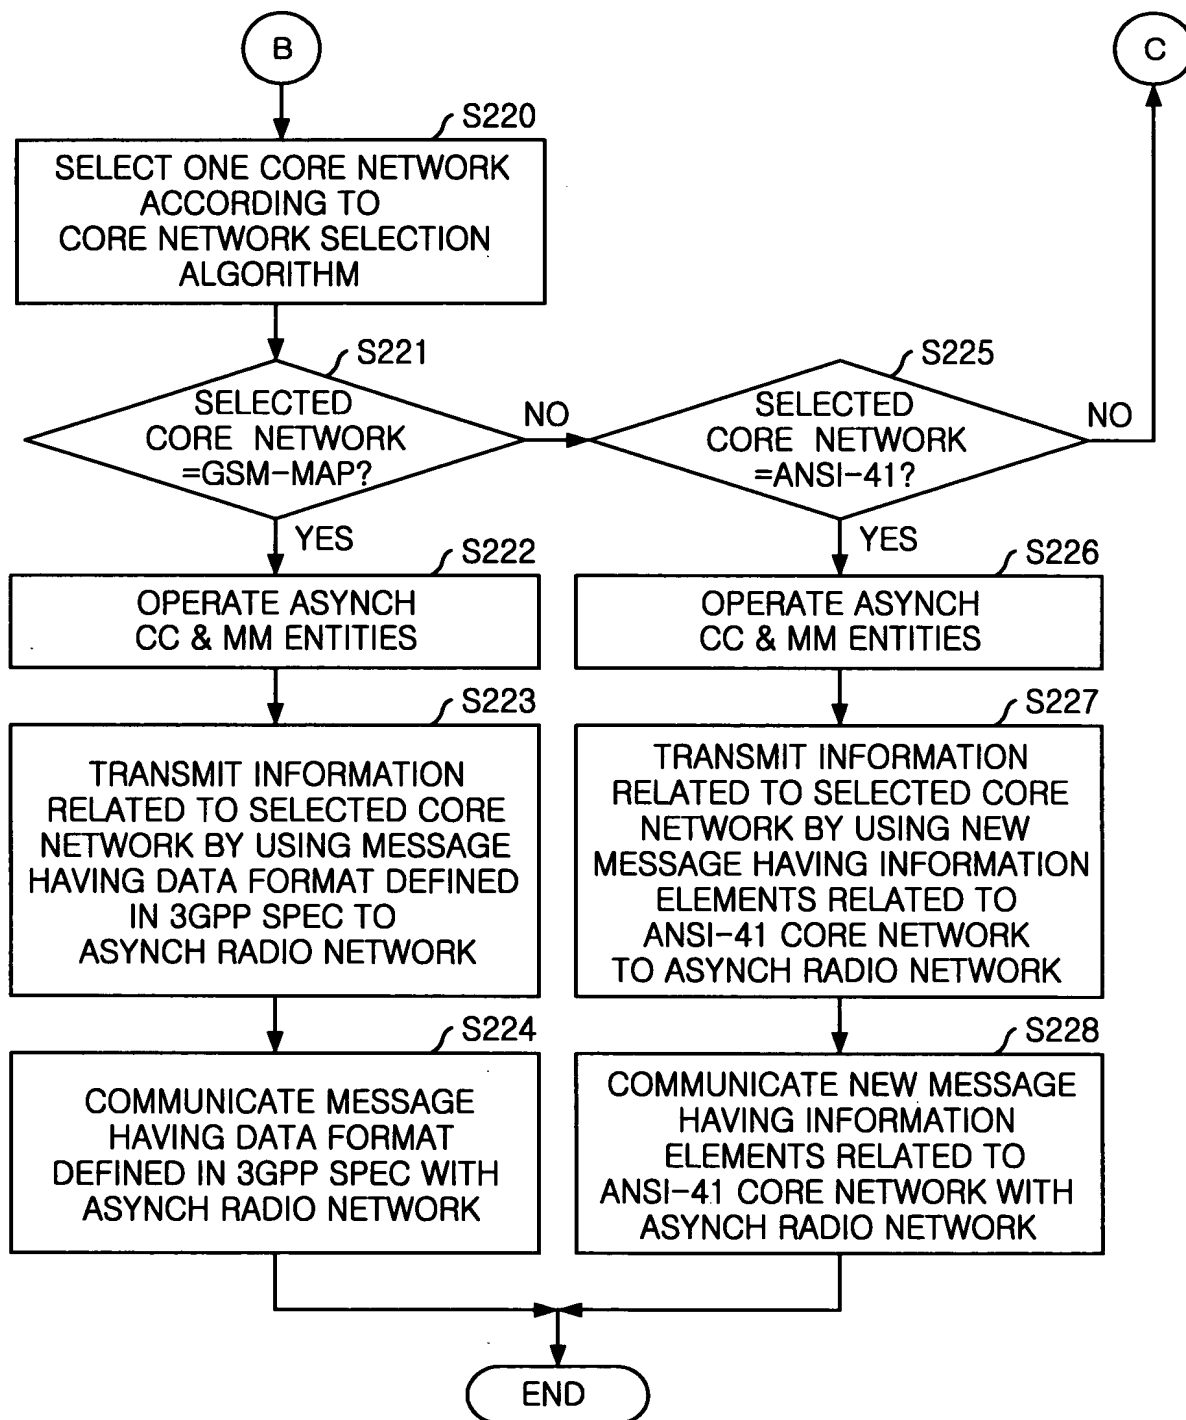 B
C
S220
SELECT ONE CORE NETWORK
ACCORDING TO
CORE NETWORK SELECTION
ALGORITHM
S221
SELECTED
CORE NETWORK
=GSM-MAP?
NO
S225
SELECTED
CORE NETWORK
=ANSI-41?
NO
YES
YES
S222
OPERATE ASYNCH
CC & MM ENTITIES
S226
OPERATE ASYNCH
CC & MM ENTITIES
S223
TRANSMIT INFORMATION
RELATED TO SELECTED CORE
NETWORK BY USING MESSAGE
HAVING DATA FORMAT DEFINED
IN 3GPP SPEC TO
ASYNCH RADIO NETWORK
S227
TRANSMIT INFORMATION
RELATED TO SELECTED CORE
NETWORK BY USING NEW
MESSAGE HAVING INFORMATION
ELEMENTS RELATED TO
ANSI-41 CORE NETWORK
TO ASYNCH RADIO NETWORK
S224
COMMUNICATE MESSAGE
HAVING DATA FORMAT
DEFINED IN 3GPP SPEC WITH
ASYNCH RADIO NETWORK
S228
COMMUNICATE NEW MESSAGE
HAVING INFORMATION
ELEMENTS RELATED TO
ANSI-41 CORE NETWORK WITH
ASYNCH RADIO NETWORK
END